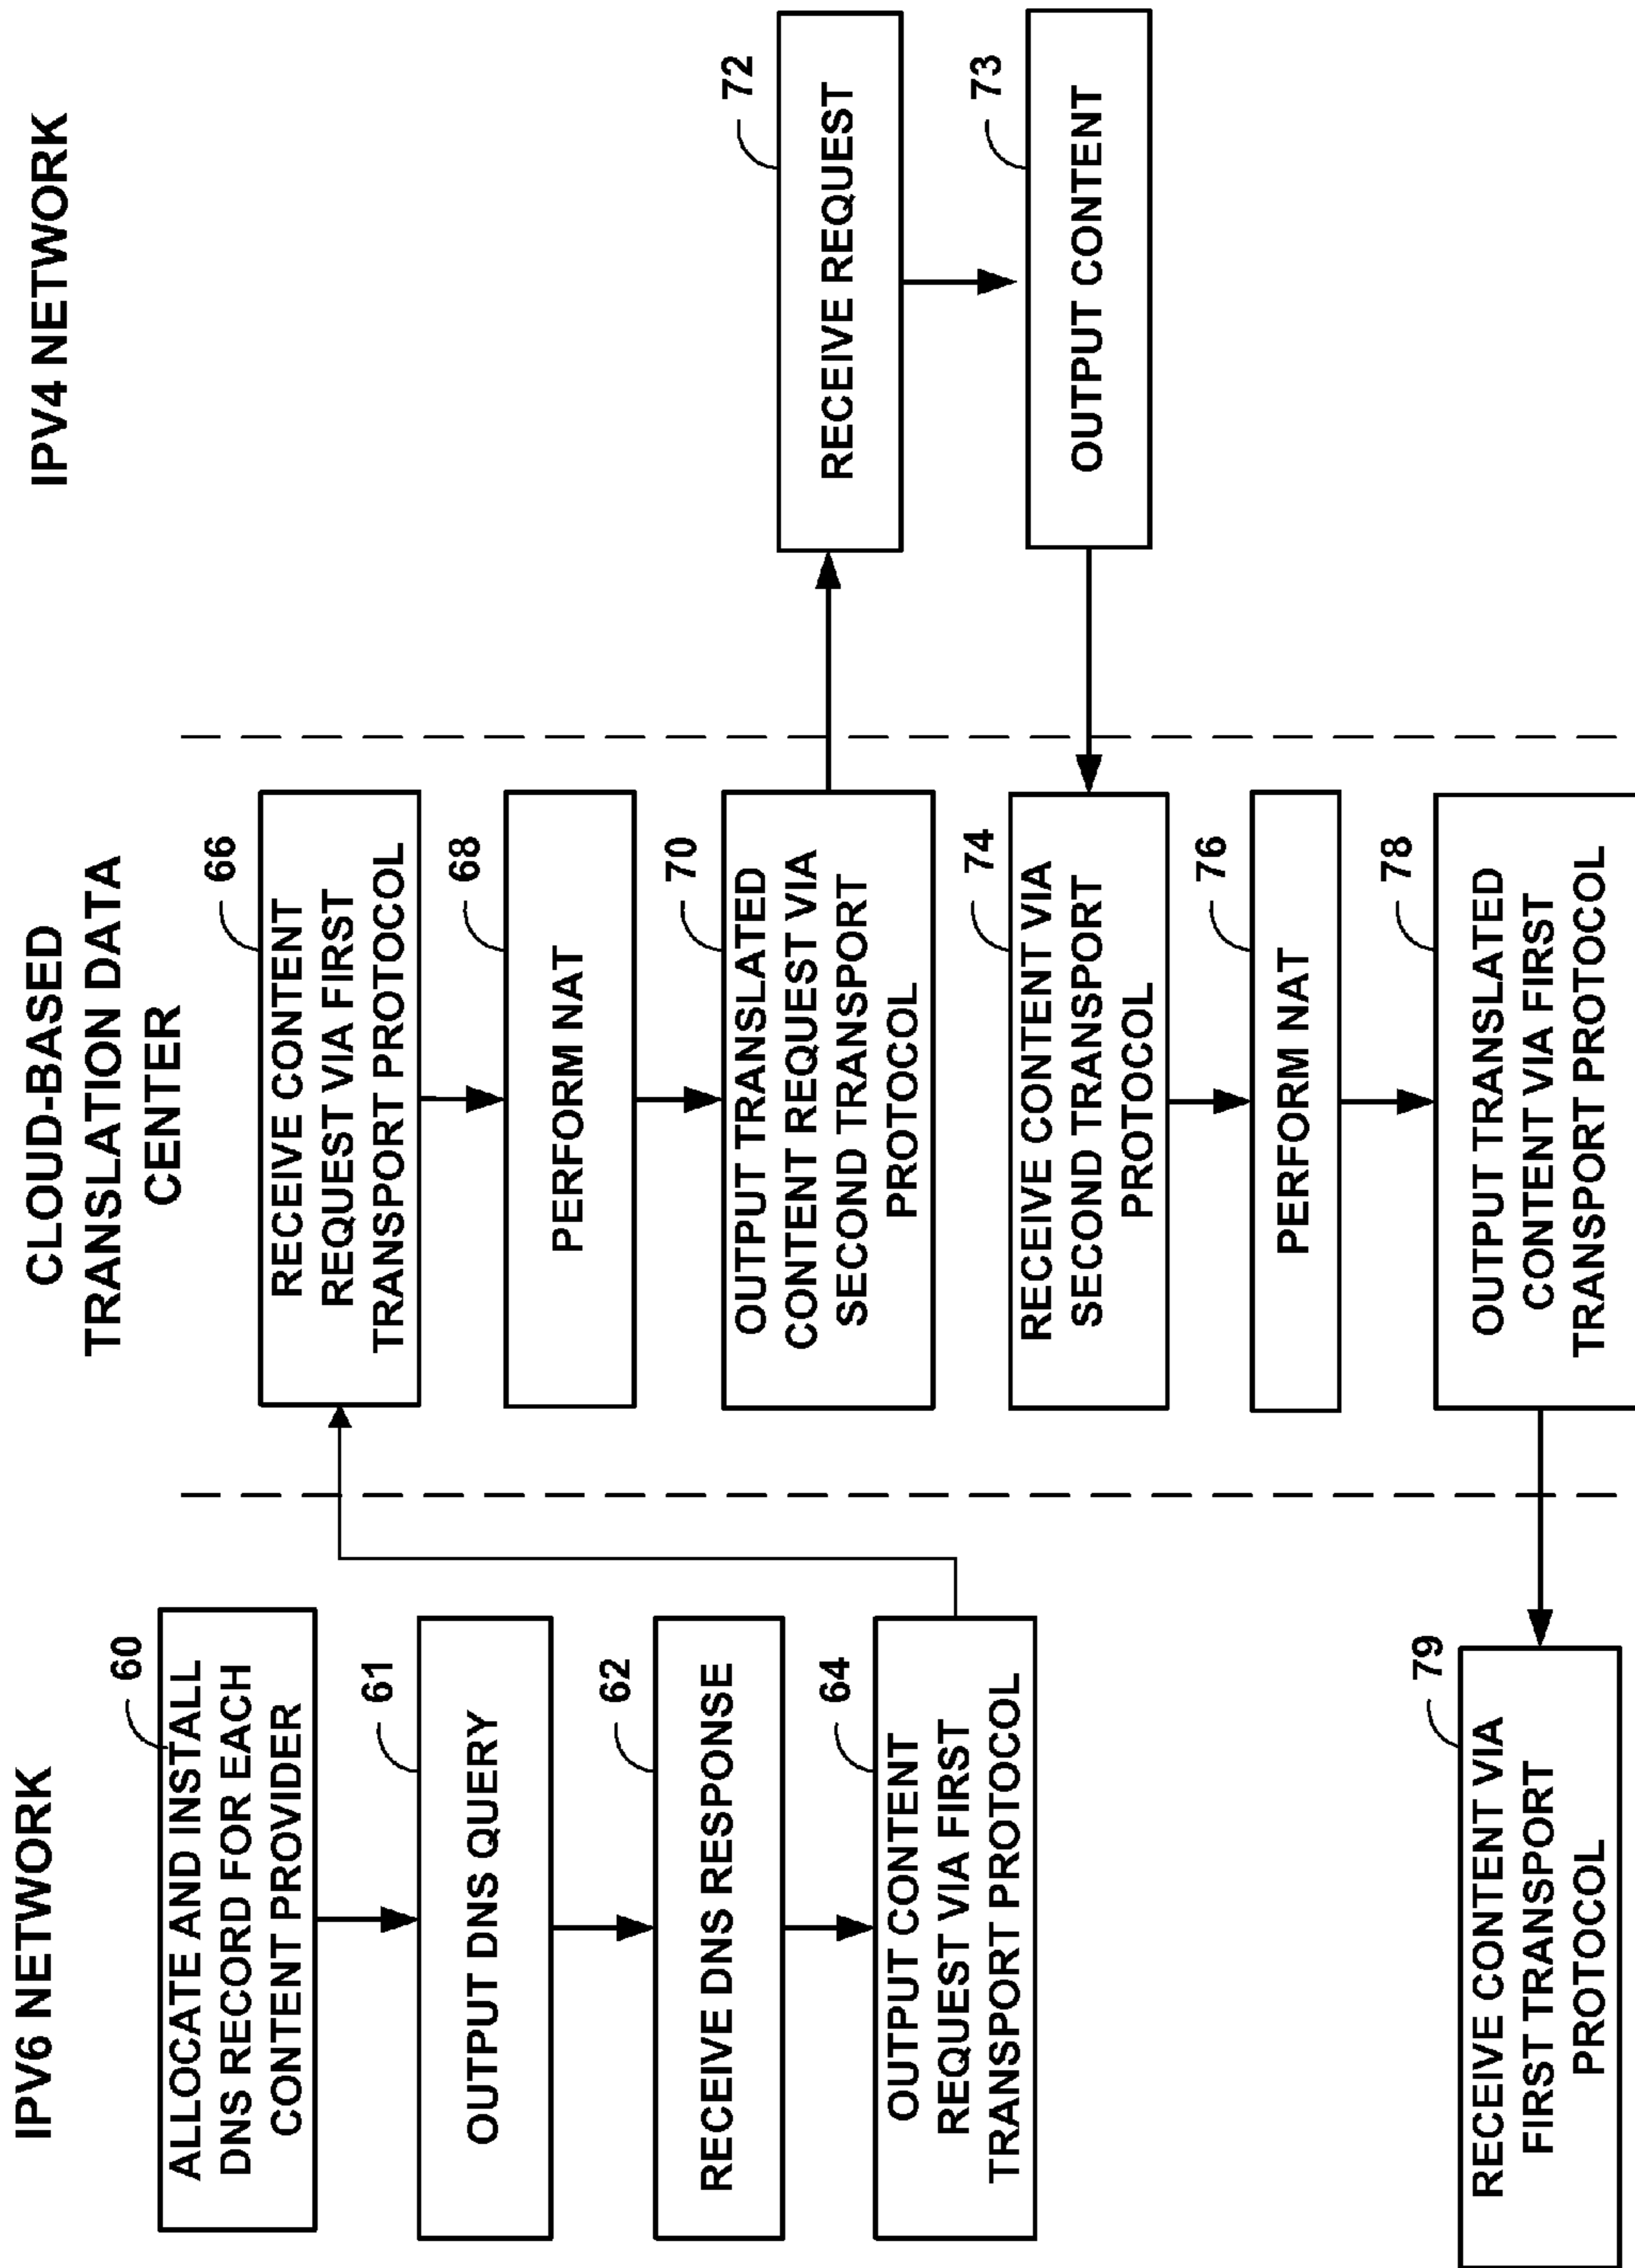 IPV6 NETWORK
CLOUD-BASED
TRANSLATION DATA
CENTER
IPV4 NETWORK
60
ALLOCATE AND INSTALL
DNS RECORD FOR EACH
CONTENT PROVIDER
61
OUTPUT DNS QUERY
62
RECEIVE DNS RESPONSE
64
OUTPUT CONTENT
REQUEST VIA FIRST
TRANSPORT PROTOCOL
66
RECEIVE CONTENT
REQUEST VIA FIRST
TRANSPORT PROTOCOL
68
PERFORM NAT
70
OUTPUT TRANSLATED
CONTENT REQUEST VIA
SECOND TRANSPORT
PROTOCOL
72
RECEIVE REQUEST
73
OUTPUT CONTENT
74
RECEIVE CONTENT VIA
SECOND TRANSPORT
PROTOCOL
76
PERFORM NAT
78
OUTPUT TRANSLATED
CONTENT VIA FIRST
TRANSPORT PROTOCOL
79
RECEIVE CONTENT VIA
FIRST TRANSPORT
PROTOCOL